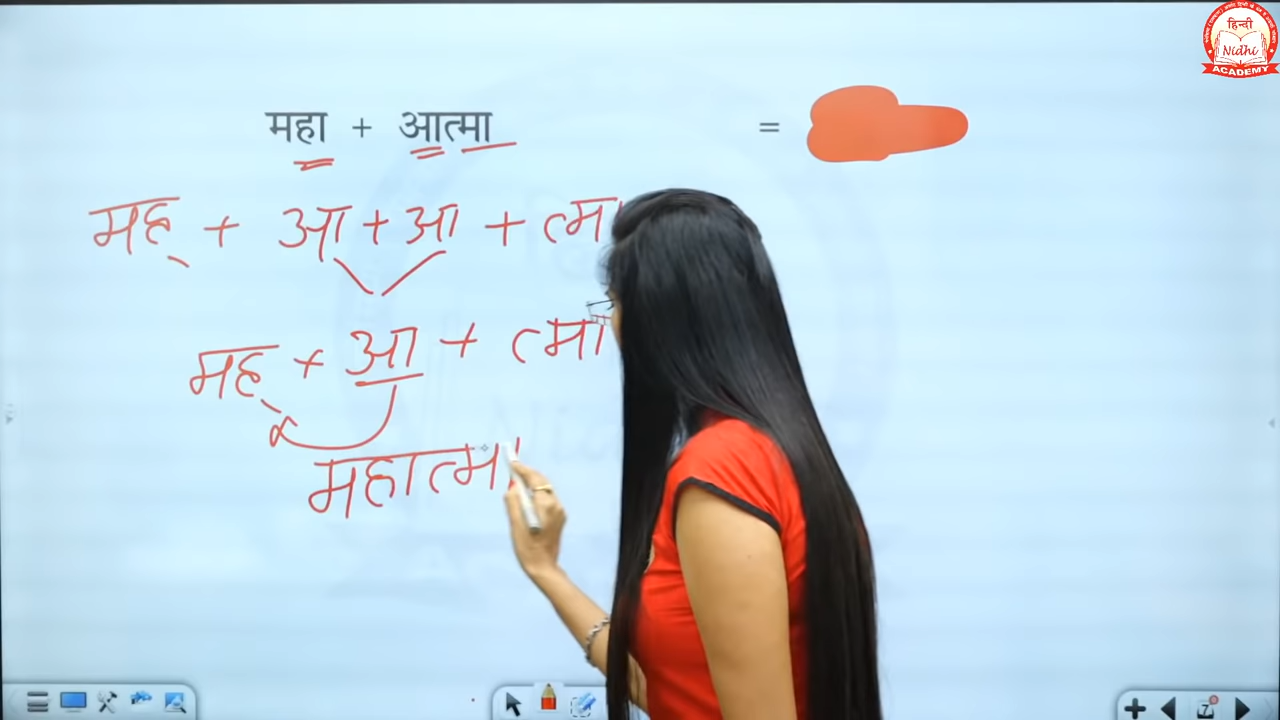 हिन्दी
Nidhi
ACADEMY
महा + आत्मा =
मह् + आ + आ + त्मा
मह् + आ + त्मा
महात्मा